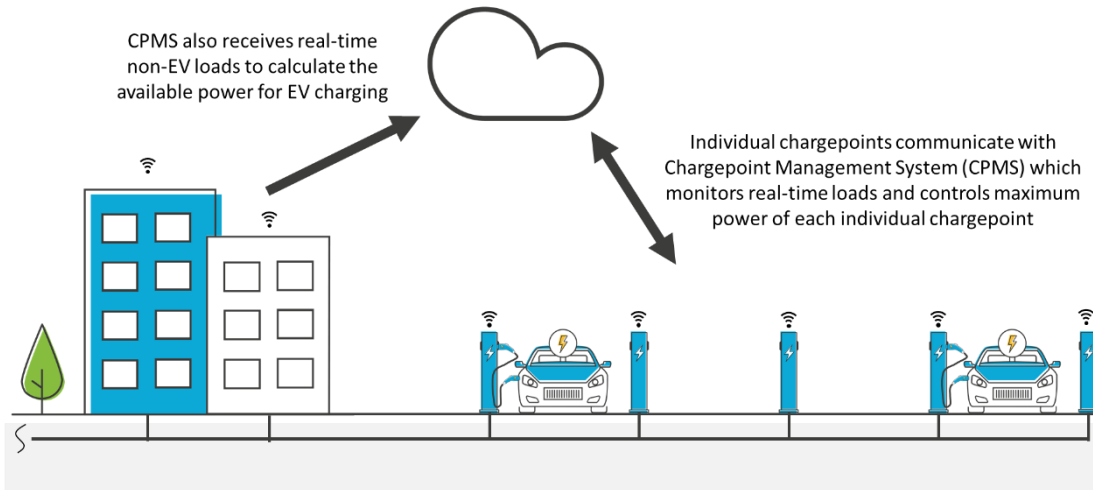 CPMS also receives real-time
non-EV loads to calculate the
available power for EV charging
Individual chargepoints communicate with
Chargepoint Management System (CPMS) which
monitors real-time loads and controls maximum
power of each individual chargepoint